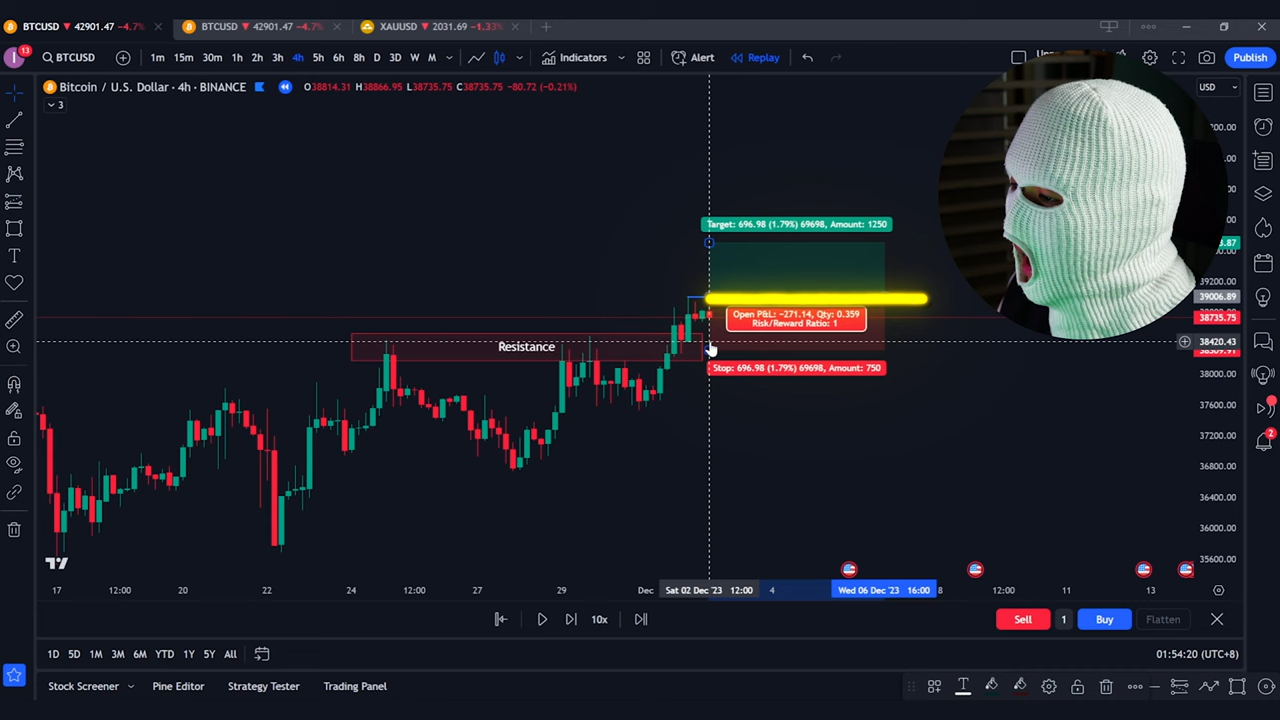 BTCUSD ▼ 42901.47 −4.7%
BTCUSD ▼ 42901.47 −4.7%
XAUUSD ▼ 2031.69 −1.33%
13
BTCUSD
1m 15m 30m 1h 2h 3h 4h 5h 6h 8h D 3D W M
Indicators
Alert
Replay
Publish
Bitcoin / U.S. Dollar · 4h · BINANCE
O38814.31 H38866.95 L38735.75 C38735.75 −80.72 (−0.21%)
USD
3
Target: 696.98 (1.79%) 69698, Amount: 1250
39200.00
39006.89
Open P&L: −271.14, Qty: 0.359
Risk/Reward Ratio: 1
38735.75
Resistance
38420.43
Stop: 696.98 (1.79%) 69698, Amount: 750
38000.00
37600.00
37200.00
2
36800.00
36400.00
36000.00
35600.00
17 12:00 20 22 24 12:00 27 29 Dec Sat 02 Dec '23 12:00 4 Wed 06 Dec '23 16:00 8 12:00 11 13
10x
Sell
1
Buy
Flatten
1D 5D 1M 3M 6M YTD 1Y 5Y All
01:54:20 (UTC+8)
Stock Screener
Pine Editor
Strategy Tester
Trading Panel